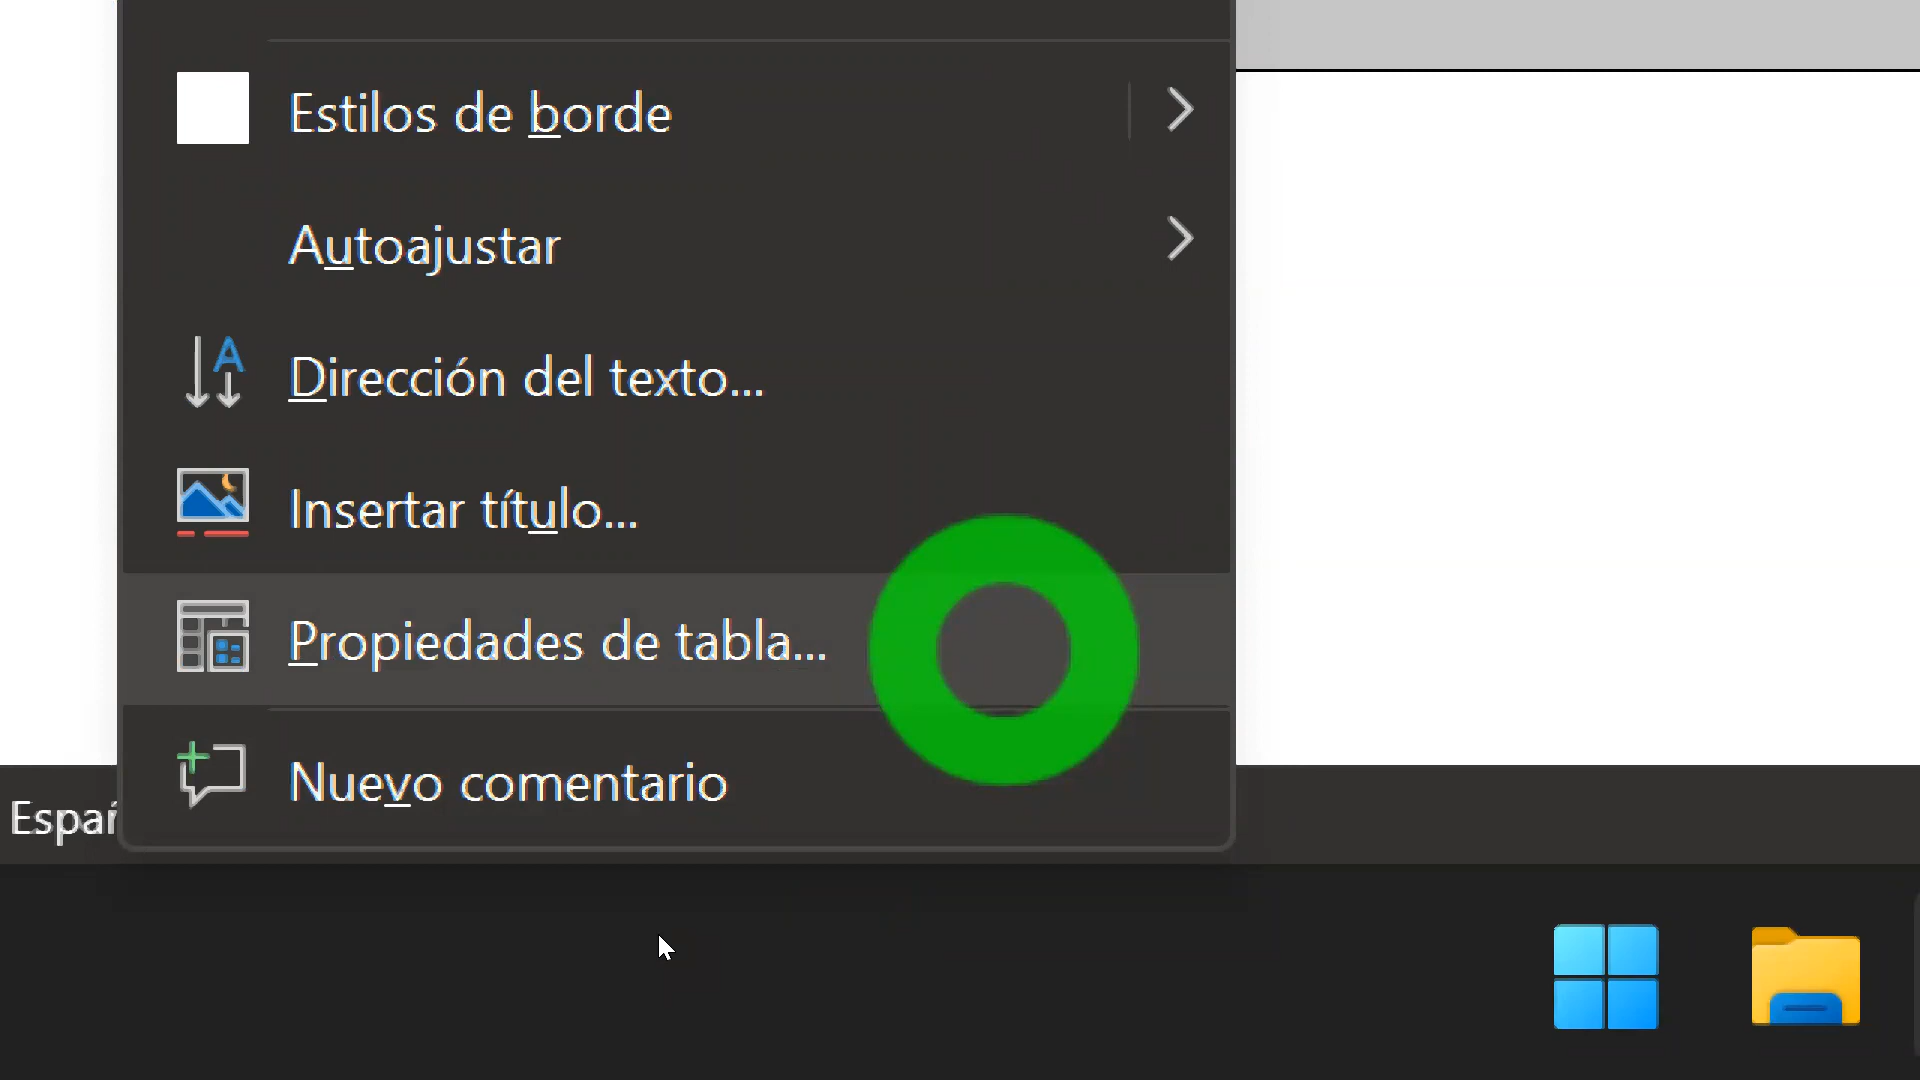 Estilos de borde
Autoajustar
Dirección del texto...
Insertar título...
Propiedades de tabla...
Nuevo comentario